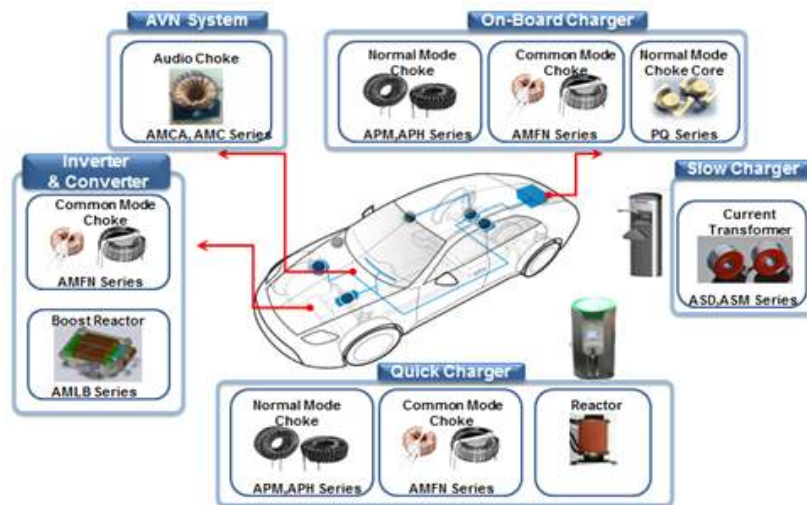 AVN System
Audio Choke
AMCA, AMC Series
On-Board Charger
Normal Mode
Choke
APM,APH Series
Common Mode
Choke
AMFN Series
Normal Mode
Choke Core
PQ Series
Inverter
& Converter
Common Mode
Choke
AMFN Series
Boost Reactor
AMLB Series
Slow Charger
Current
Transformer
ASD,ASM Series
Quick Charger
Normal Mode
Choke
APM,APH Series
Common Mode
Choke
AMFN Series
Reactor